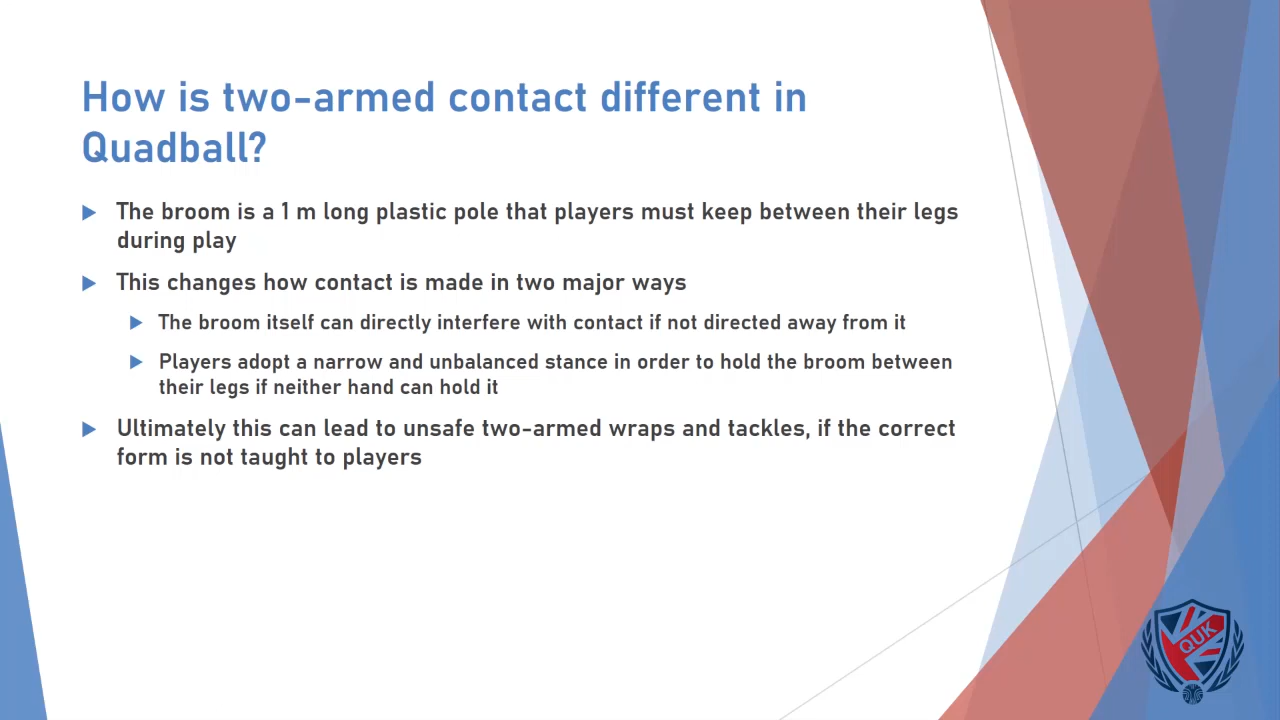 How is two-armed contact different in
Quadball?
The broom is a 1 m long plastic pole that players must keep between their legs
during play
This changes how contact is made in two major ways
The broom itself can directly interfere with contact if not directed away from it
Players adopt a narrow and unbalanced stance in order to hold the broom between
their legs if neither hand can hold it
Ultimately this can lead to unsafe two-armed wraps and tackles, if the correct
form is not taught to players
QUK